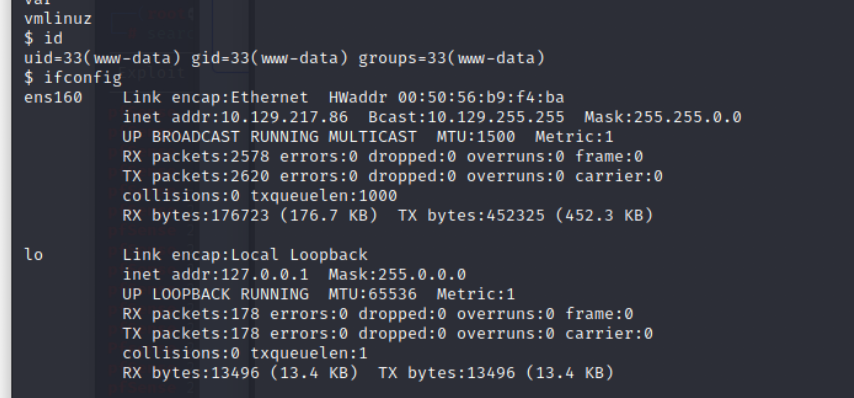 var
vmlinuz
$ id
uid=33(www-data) gid=33(www-data) groups=33(www-data)
$ ifconfig
ens160    Link encap:Ethernet  HWaddr 00:50:56:b9:f4:ba
          inet addr:10.129.217.86  Bcast:10.129.255.255  Mask:255.255.0.0
          UP BROADCAST RUNNING MULTICAST  MTU:1500  Metric:1
          RX packets:2578 errors:0 dropped:0 overruns:0 frame:0
          TX packets:2620 errors:0 dropped:0 overruns:0 carrier:0
          collisions:0 txqueuelen:1000
          RX bytes:176723 (176.7 KB)  TX bytes:452325 (452.3 KB)

lo        Link encap:Local Loopback
          inet addr:127.0.0.1  Mask:255.0.0.0
          UP LOOPBACK RUNNING  MTU:65536  Metric:1
          RX packets:178 errors:0 dropped:0 overruns:0 frame:0
          TX packets:178 errors:0 dropped:0 overruns:0 carrier:0
          collisions:0 txqueuelen:1
          RX bytes:13496 (13.4 KB)  TX bytes:13496 (13.4 KB)